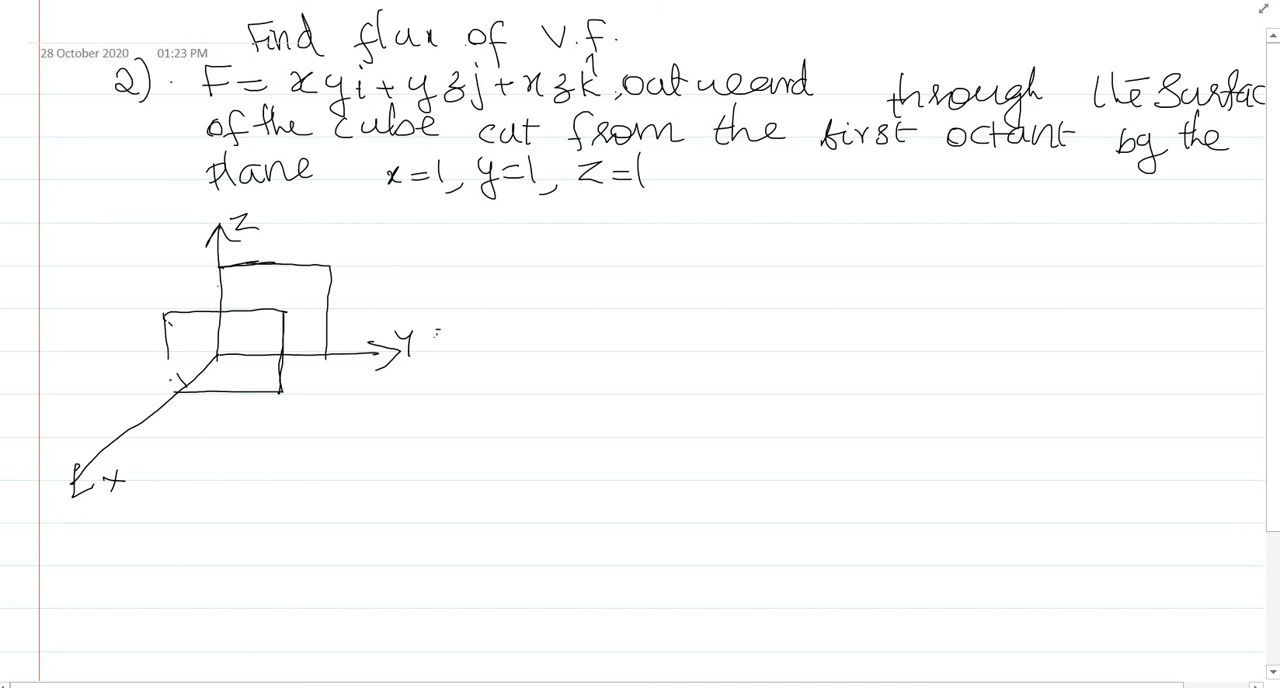 Find flux of V.F.
28 October 2020 01:23 PM
2). F = xyi + yzj + xzk̂, outward through the Surfac
of the cube cut from the first octant by the
plane x=1, y=1, z=1
Z
Y
x